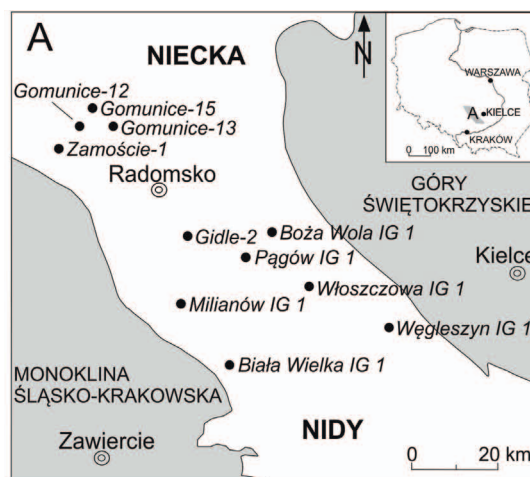 A
NIECKA
N
Gomunice-12
Gomunice-15
Gomunice-13
Zamoście-1
Radomsko
WARSZAWA
A
KIELCE
KRAKÓW
0 100 km
GÓRY
ŚWIĘTOKRZYSKIE
Gidle-2
Boża Wola IG 1
Pągów IG 1
Kielce
Włoszczowa IG 1
Milianów IG 1
Węgleszyn IG 1
Biała Wielka IG 1
MONOKLINA
ŚLĄSKO-KRAKOWSKA
Zawiercie
NIDY
0 20 km